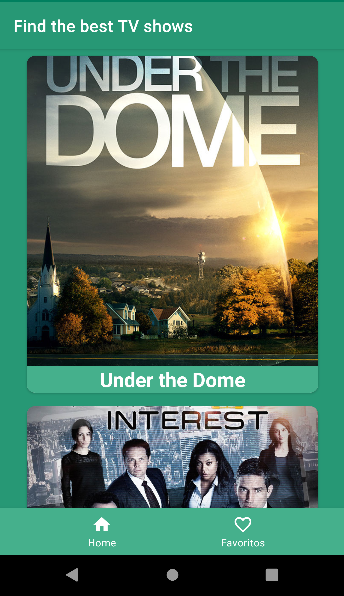 Find the best TV shows
UNDER THE
DOME
Under the Dome
INTEREST
Home
Favoritos